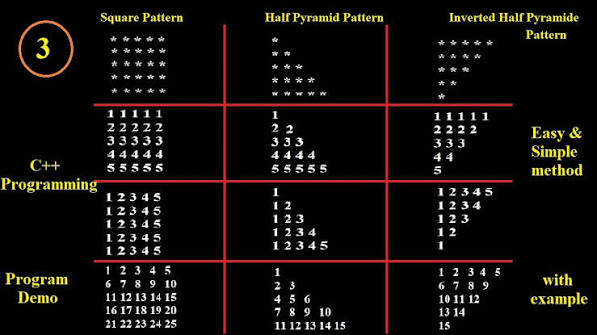 3
Square Pattern
Half Pyramid Pattern
Inverted Half Pyramide
Pattern
* * * * *
* * * * *
* * * * *
* * * * *
* * * * *
*
* *
* * *
* * * *
* * * * *
* * * * *
* * * *
* * *
* *
*
C++
Programming
1 1 1 1 1
2 2 2 2 2
3 3 3 3 3
4 4 4 4 4
5 5 5 5 5
1
2 2
3 3 3
4 4 4 4
5 5 5 5 5
1 1 1 1 1
2 2 2 2
3 3 3
4 4
5
Easy &
Simple
method
1 2 3 4 5
1 2 3 4 5
1 2 3 4 5
1 2 3 4 5
1 2 3 4 5
1
1 2
1 2 3
1 2 3 4
1 2 3 4 5
1 2 3 4 5
1 2 3 4
1 2 3
1 2
1
Program
Demo
1 2 3 4 5
6 7 8 9 10
11 12 13 14 15
16 17 18 19 20
21 22 23 24 25
1
2 3
4 5 6
7 8 9 10
11 12 13 14 15
1 2 3 4 5
6 7 8 9
10 11 12
13 14
15
with
example